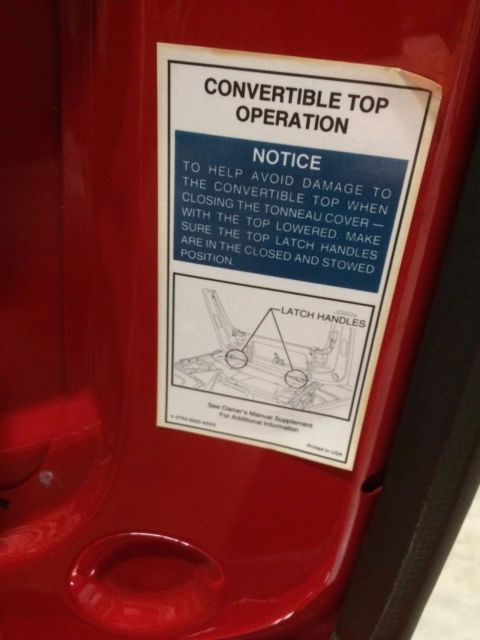 CONVERTIBLE TOP
OPERATION
NOTICE
TO HELP AVOID DAMAGE TO
THE CONVERTIBLE TOP WHEN
CLOSING THE TONNEAU COVER —
WITH THE TOP LOWERED. MAKE
SURE THE TOP LATCH HANDLES
ARE IN THE CLOSED AND STOWED
POSITION.
LATCH HANDLES
See Owner's Manual Supplement
For Additional Information
Printed in USA